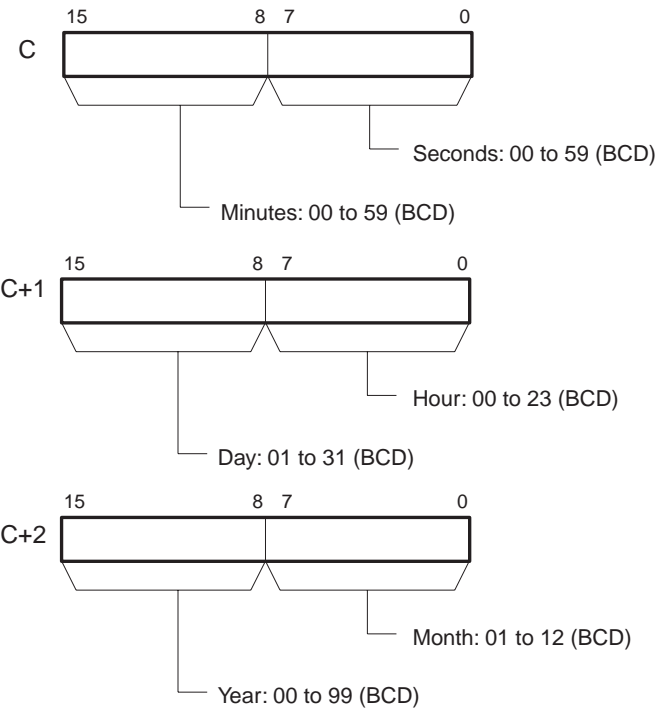 15 8 7 0
C
Seconds: 00 to 59 (BCD)
Minutes: 00 to 59 (BCD)
15 8 7 0
C+1
Hour: 00 to 23 (BCD)
Day: 01 to 31 (BCD)
15 8 7 0
C+2
Month: 01 to 12 (BCD)
Year: 00 to 99 (BCD)